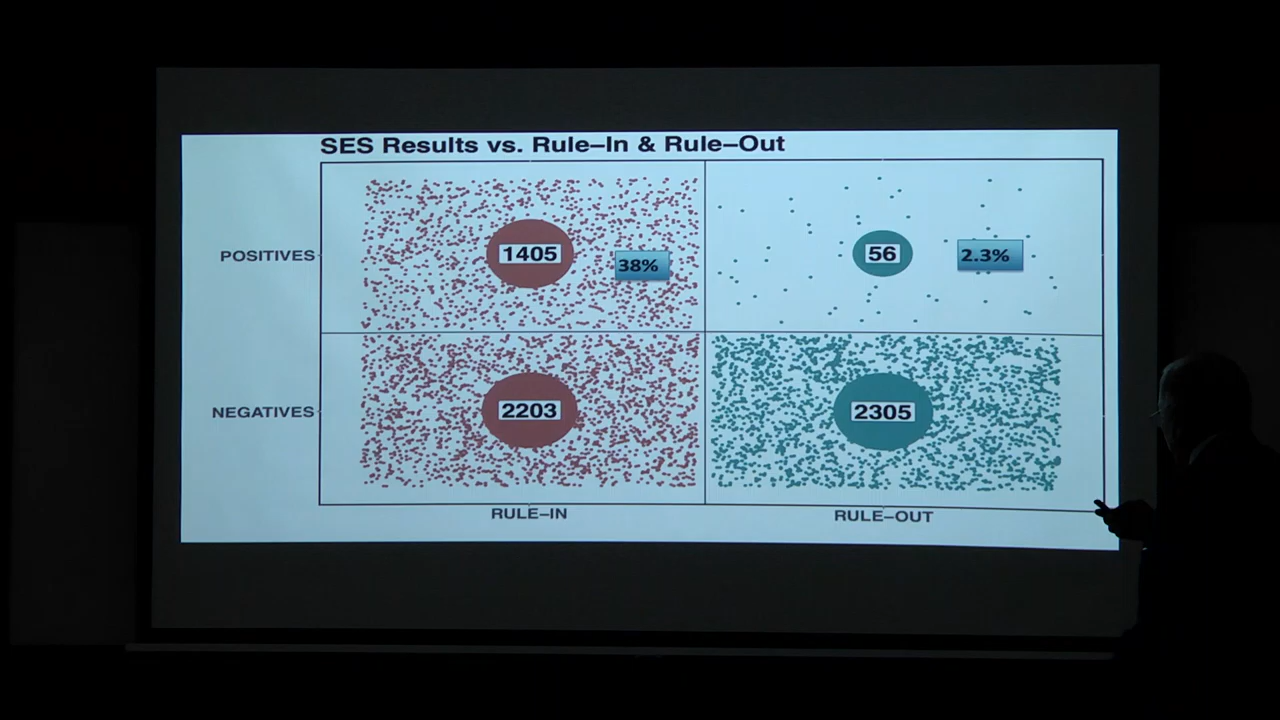 SES Results vs. Rule–In & Rule–Out
POSITIVES
1405
38%
56
2.3%
NEGATIVES
2203
2305
RULE–IN
RULE–OUT